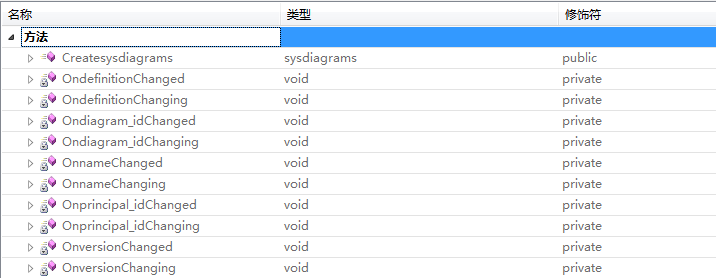 名称 类型 修饰符
方法
Createsysdiagrams sysdiagrams public
OndefinitionChanged void private
OndefinitionChanging void private
Ondiagram_idChanged void private
Ondiagram_idChanging void private
OnnameChanged void private
OnnameChanging void private
Onprincipal_idChanged void private
Onprincipal_idChanging void private
OnversionChanged void private
OnversionChanging void private